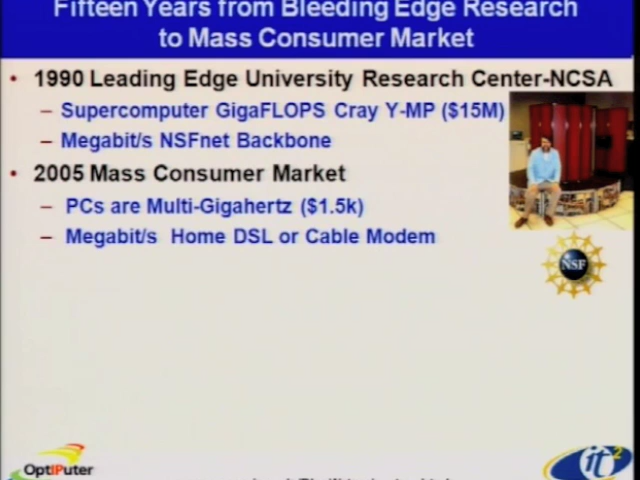 Fifteen Years from Bleeding Edge Research
to Mass Consumer Market
• 1990 Leading Edge University Research Center-NCSA
– Supercomputer GigaFLOPS Cray Y-MP ($15M)
– Megabit/s NSFnet Backbone
• 2005 Mass Consumer Market
– PCs are Multi-Gigahertz ($1.5k)
– Megabit/s Home DSL or Cable Modem
NSF
OptIPuter
it2